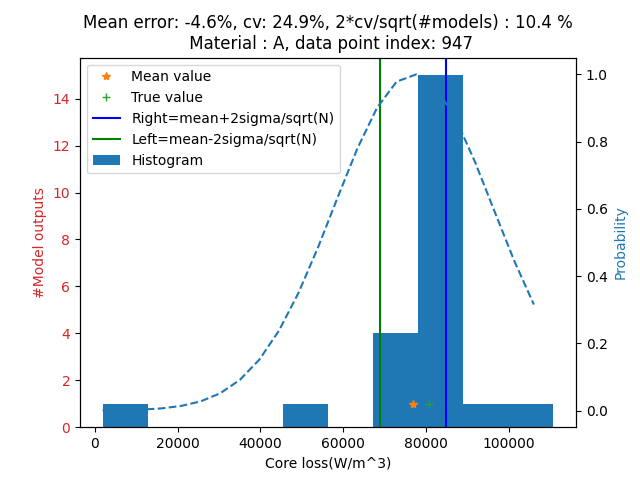 Mean error: -4.6%, cv: 24.9%, 2*cv/sqrt(#models) : 10.4 %
Material : A, data point index: 947
Mean value
True value
Right=mean+2sigma/sqrt(N)
Left=mean-2sigma/sqrt(N)
Histogram
#Model outputs
14
12
10
8
6
4
2
0
1.0
0.8
0.6
0.4
0.2
0.0
Probability
0 20000 40000 60000 80000 100000
Core loss(W/m^3)